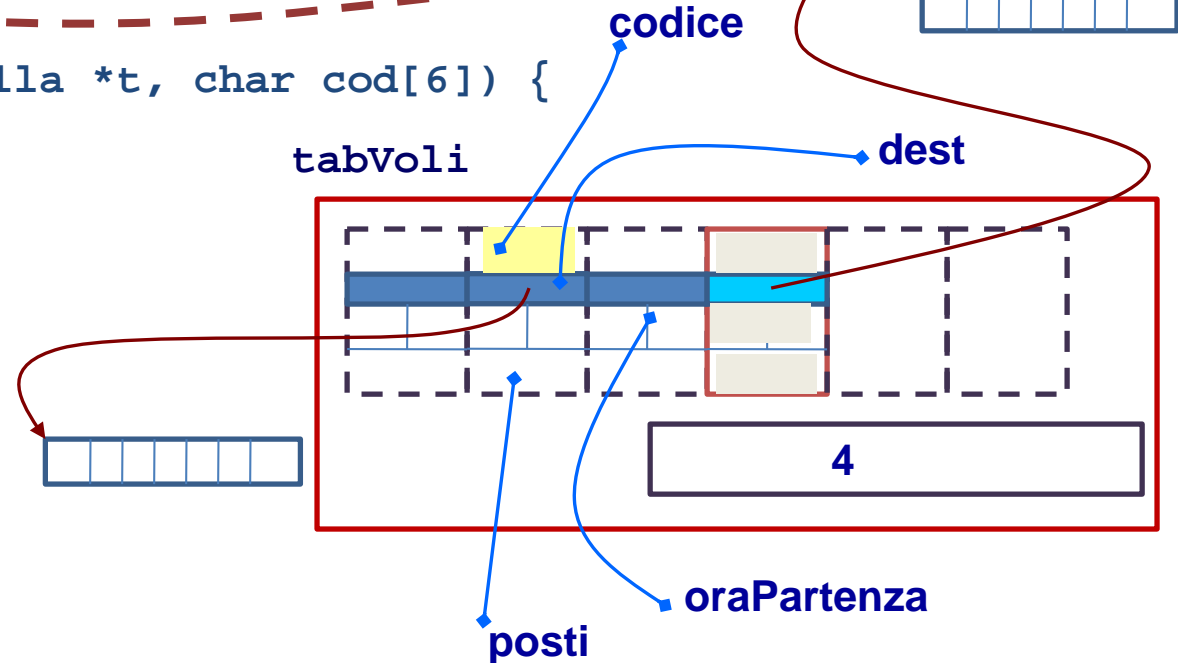 codice
lla *t, char cod[6]) {
tabVoli
dest
4
oraPartenza
posti